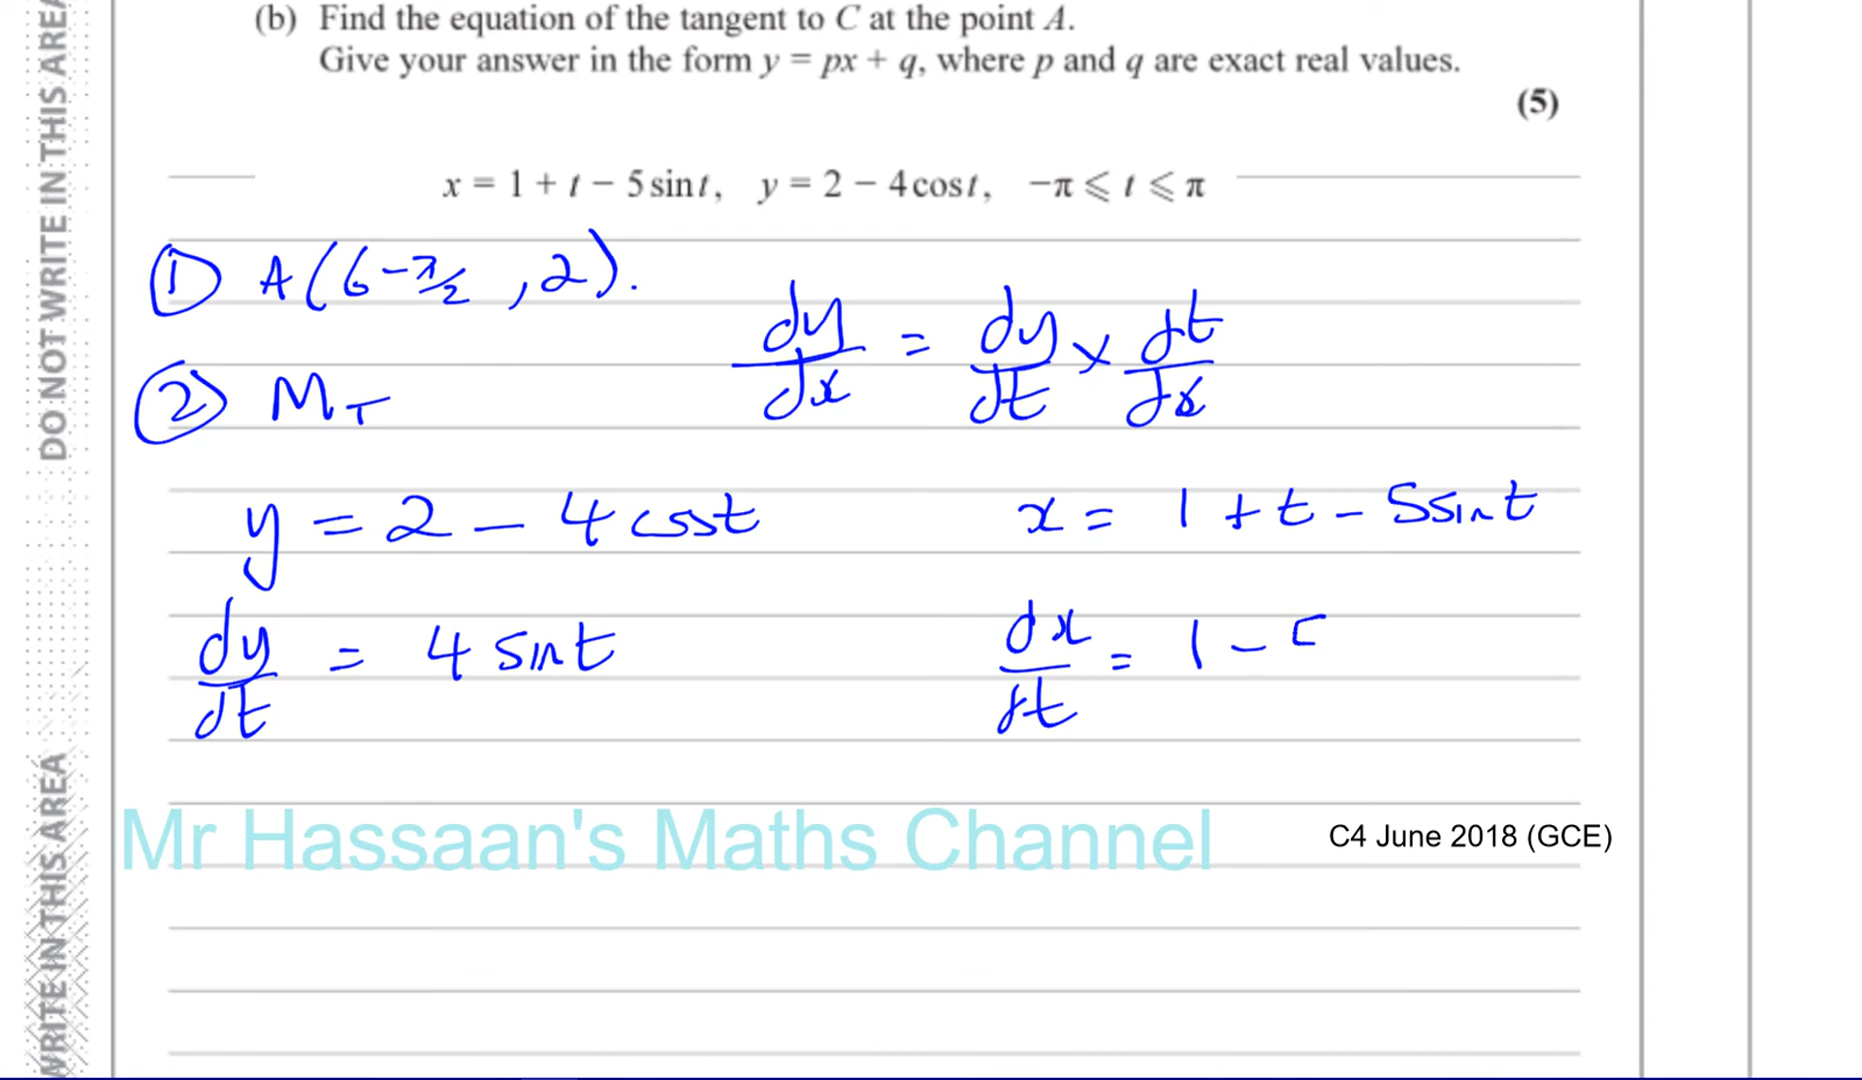 (b) Find the equation of the tangent to C at the point A.
Give your answer in the form y = px + q, where p and q are exact real values.
(5)
x = 1 + t − 5 sin t, y = 2 − 4 cos t, −π ⩽ t ⩽ π
① A(6 − π/2 , 2).
dy/dx = dy/dt × dt/dx
② M_T
y = 2 − 4 cos t
x = 1 + t − 5 sin t
dy/dt = 4 sin t
dx/dt = 1 −
Mr Hassaan's Maths Channel
C4 June 2018 (GCE)
DO NOT WRITE IN THIS AREA
WRITE IN THIS AREA